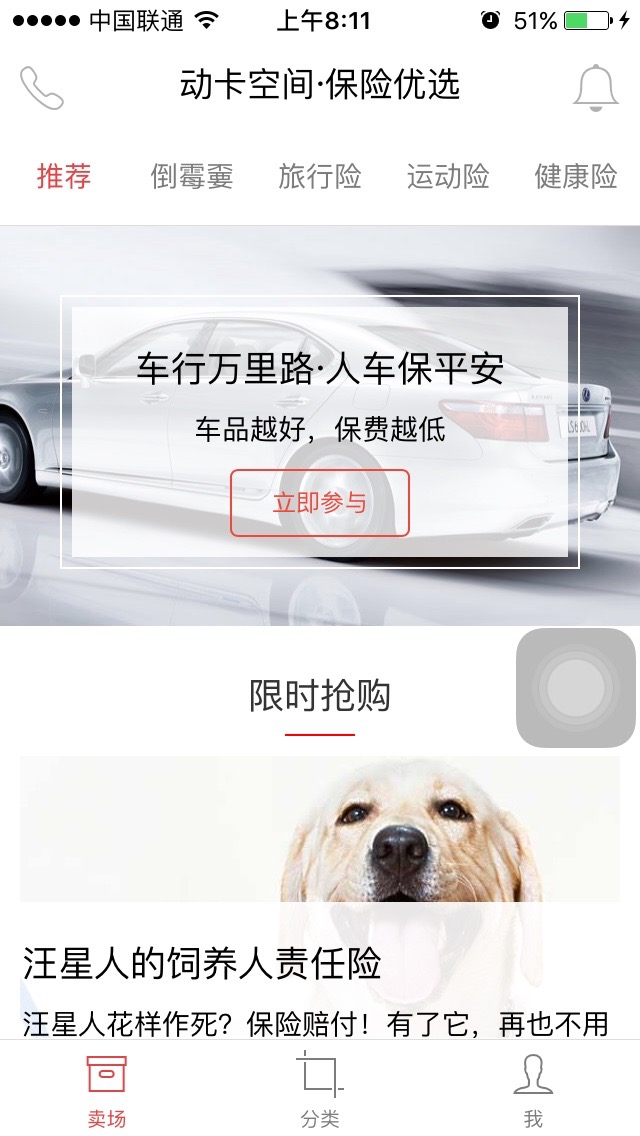 中国联通 上午8:11 51%
动卡空间·保险优选
推荐 倒霉霥 旅行险 运动险 健康险
车行万里路·人车保平安
车品越好，保费越低
立即参与
限时抢购
汪星人的饲养人责任险
汪星人花样作死？保险赔付！有了它，再也不用
卖场 分类 我